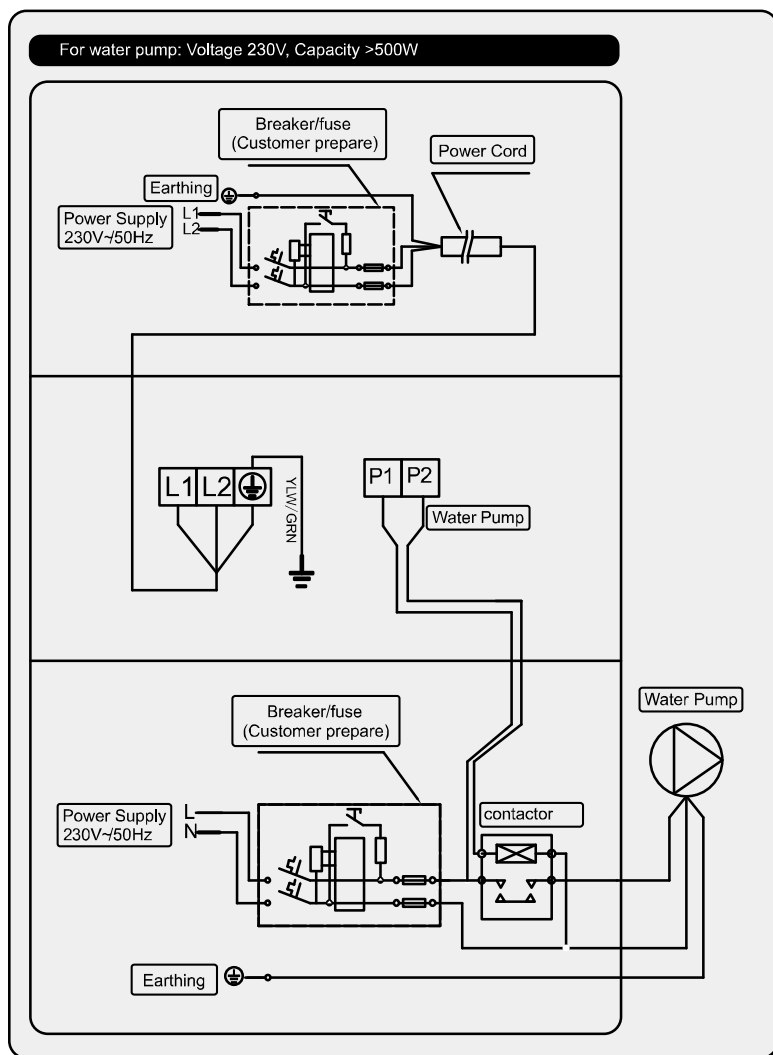 For water pump: Voltage 230V, Capacity >500W
Breaker/fuse
(Customer prepare)
Power Cord
Earthing
Power Supply
230V~/50Hz
L1
L2
L1 L2
YLW/GRN
P1 P2
Water Pump
Breaker/fuse
(Customer prepare)
Water Pump
Power Supply
230V~/50Hz
L
N
contactor
Earthing